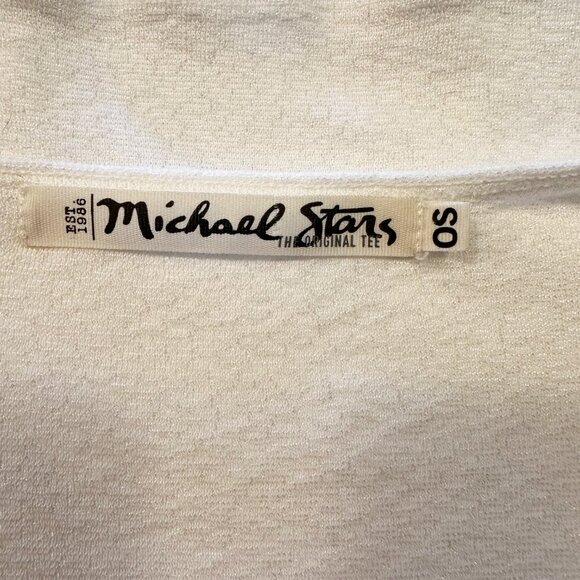 EST.
1986
Michael Stars
THE ORIGINAL TEE
OS